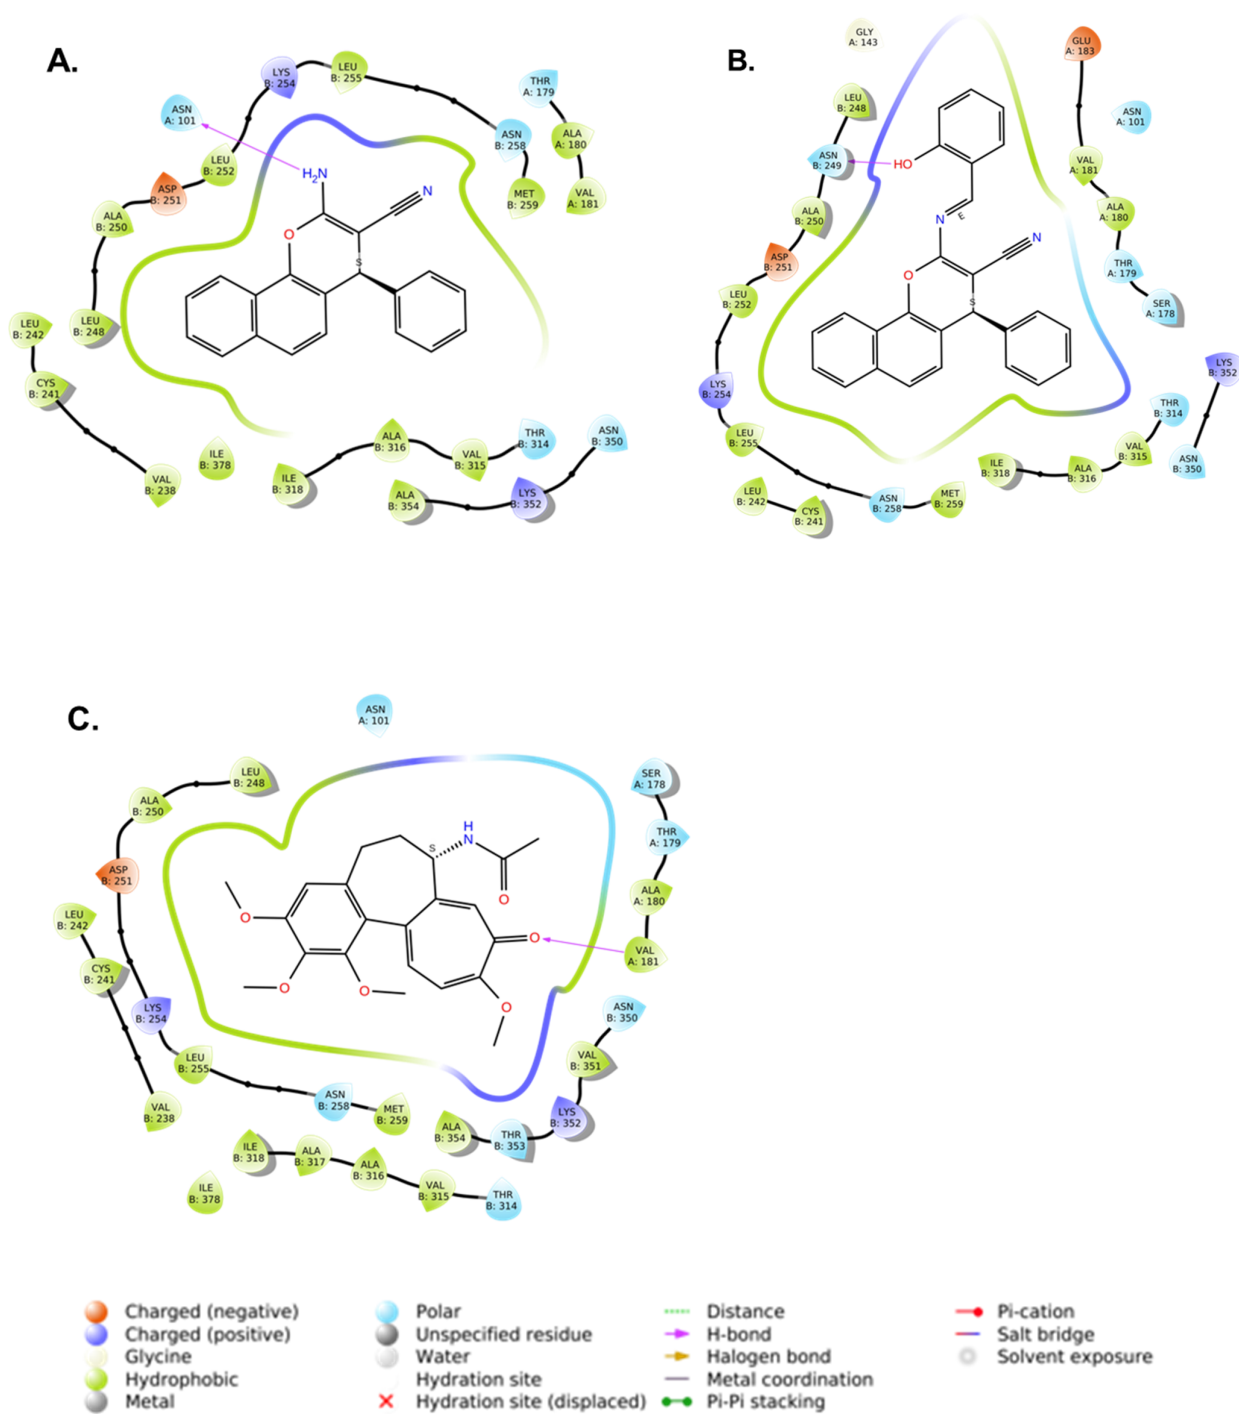 A.
LYS
B: 254
LEU
B: 255
ASN
A: 101
THR
A: 179
ASN
B: 258
ALA
A: 180
LEU
B: 252
ASP
B: 251
MET
B: 259
VAL
A: 181
ALA
B: 250
LEU
B: 248
LEU
B: 242
CYS
B: 241
VAL
B: 238
ILE
B: 378
ILE
B: 318
ALA
B: 316
VAL
B: 315
THR
B: 314
ASN
B: 350
ALA
B: 354
LYS
B: 352
H2N
N
O
S
B.
GLY
A: 143
GLU
A: 183
LEU
B: 248
ASN
A: 101
ASN
B: 249
VAL
A: 181
ALA
B: 250
ALA
A: 180
ASP
B: 251
THR
A: 179
LEU
B: 252
SER
A: 178
LYS
B: 254
LYS
B: 352
LEU
B: 255
THR
B: 314
VAL
B: 315
ASN
B: 350
ILE
B: 318
ALA
B: 316
LEU
B: 242
CYS
B: 241
ASN
B: 258
MET
B: 259
HO
N
E
N
O
S
C.
ASN
A: 101
LEU
B: 248
SER
A: 178
ALA
B: 250
THR
A: 179
ASP
B: 251
ALA
A: 180
LEU
B: 242
VAL
A: 181
CYS
B: 241
LYS
B: 254
ASN
B: 350
LEU
B: 255
VAL
B: 351
ASN
B: 258
MET
B: 259
LYS
B: 352
VAL
B: 238
ALA
B: 354
THR
B: 353
ILE
B: 318
ALA
B: 317
ALA
B: 316
VAL
B: 315
THR
B: 314
ILE
B: 378
H
N
S
O
O
O
O
O
O
Charged (negative)
Charged (positive)
Glycine
Hydrophobic
Metal
Polar
Unspecified residue
Water
Hydration site
Hydration site (displaced)
Distance
H-bond
Halogen bond
Metal coordination
Pi-Pi stacking
Pi-cation
Salt bridge
Solvent exposure